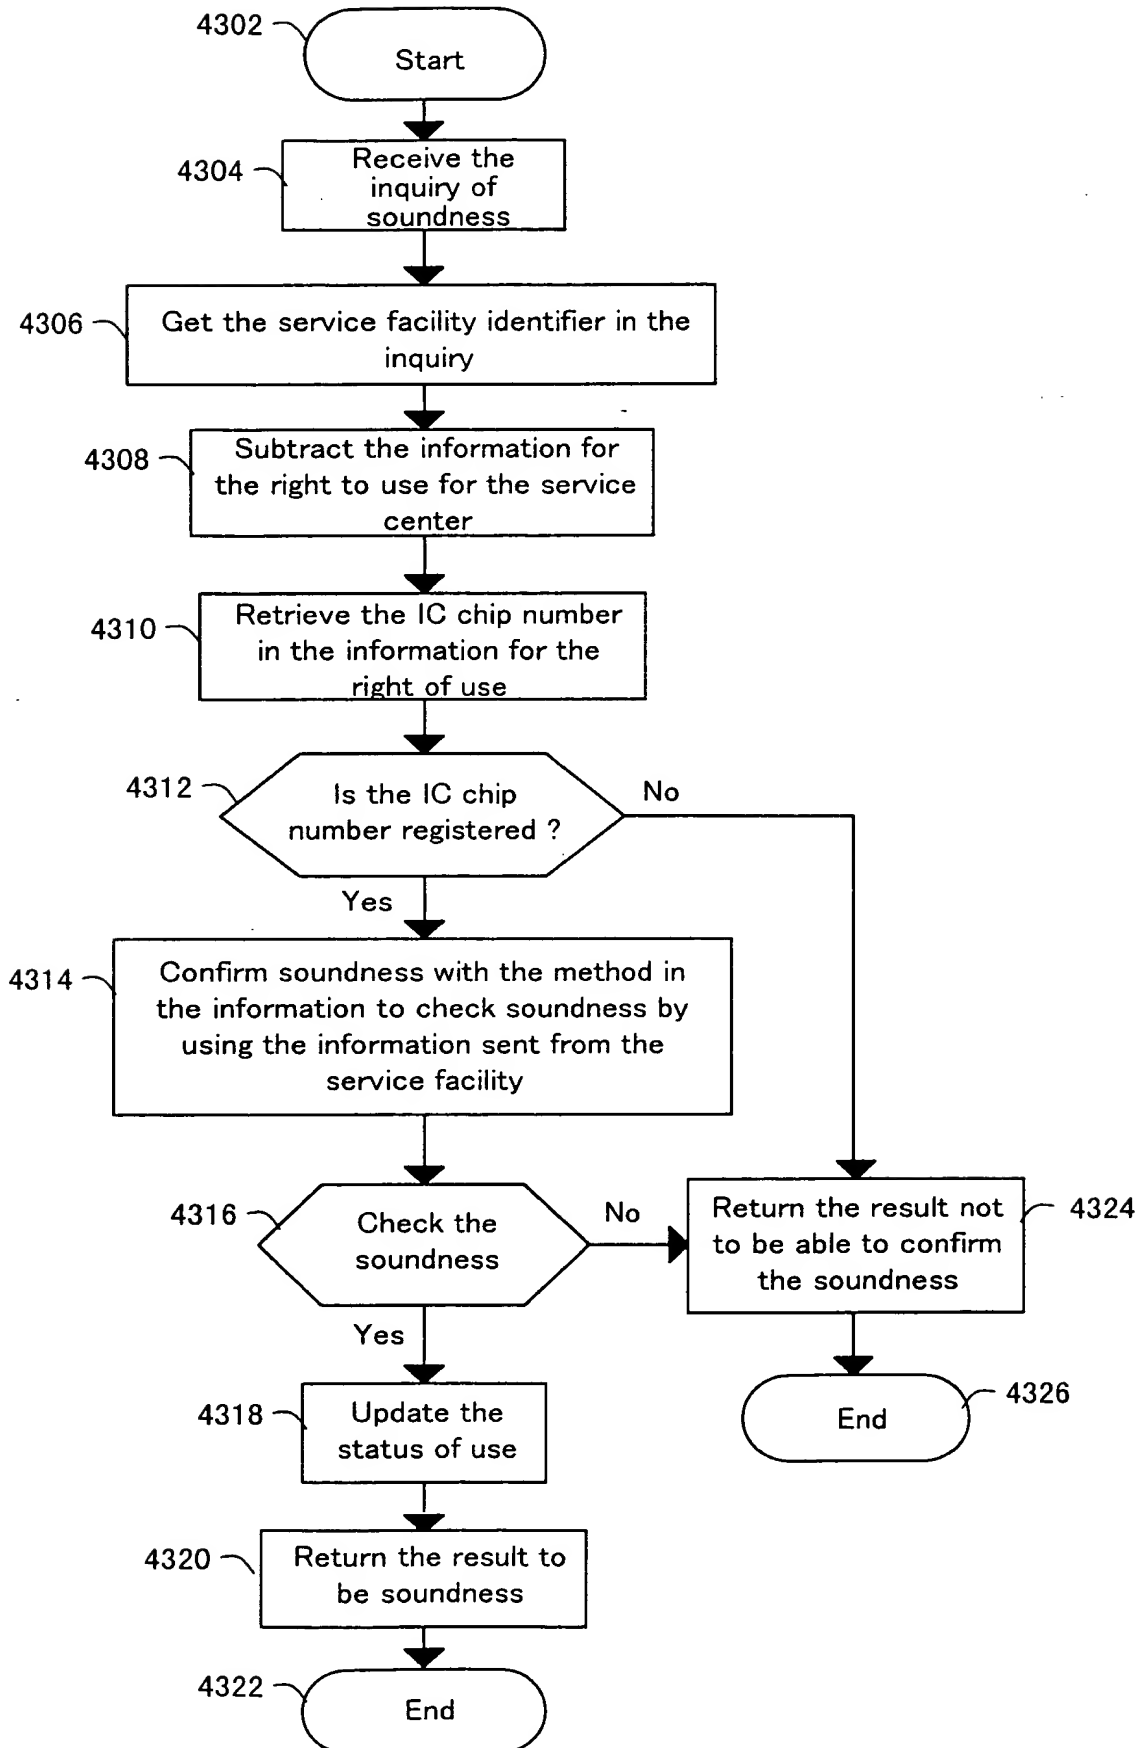 4302
Start
4304
Receive the
inquiry of
soundness
4306
Get the service facility identifier in the
inquiry
4308
Subtract the information for
the right to use for the service
center
4310
Retrieve the IC chip number
in the information for the
right of use
4312
Is the IC chip
number registered ?
No
Yes
4314
Confirm soundness with the method in
the information to check soundness by
using the information sent from the
service facility
4316
Check the
soundness
No
Yes
Return the result not
to be able to confirm
the soundness
4324
4318
Update the
status of use
End
4326
4320
Return the result to
be soundness
4322
End